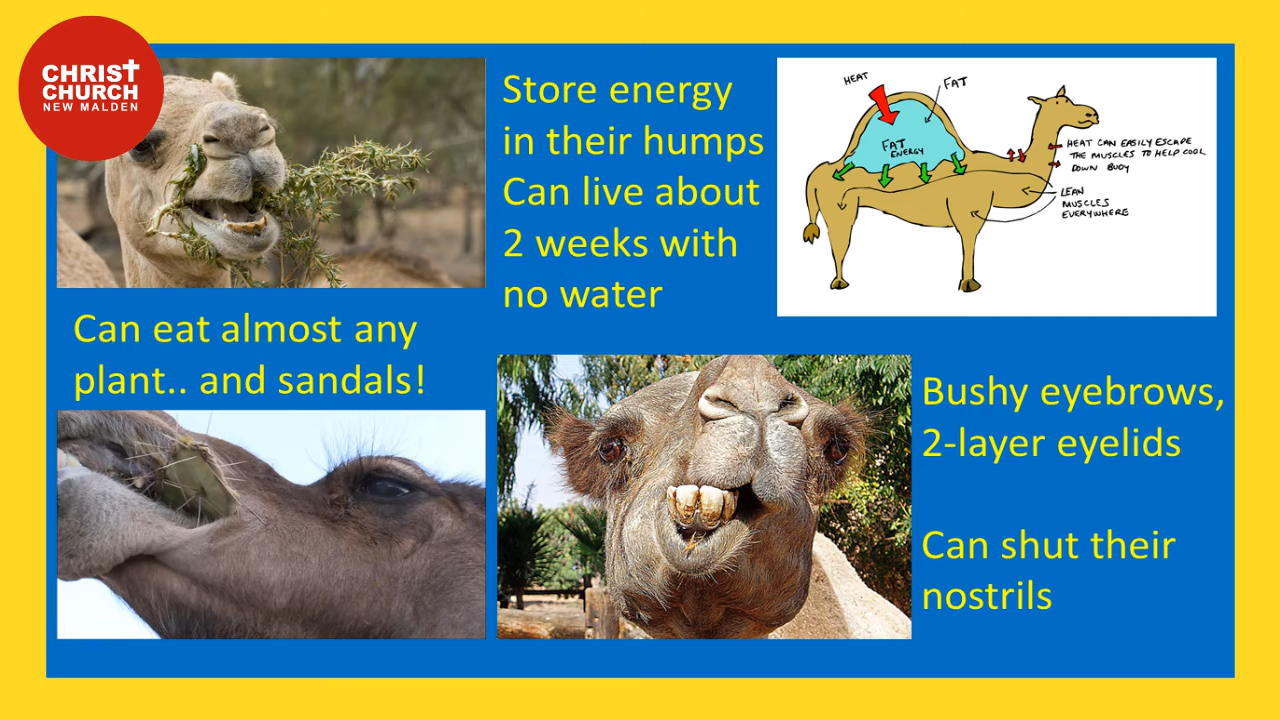 CHRIST
CHURCH
NEW MALDEN
Store energy
in their humps
Can live about
2 weeks with
no water
HEAT
FAT
FAT
ENERGY
HEAT CAN EASILY ESCAPE
THE MUSCLES TO HELP COOL
DOWN BODY
LEAN
MUSCLES
EVERYWHERE
Can eat almost any
plant.. and sandals!
Bushy eyebrows,
2-layer eyelids
Can shut their
nostrils